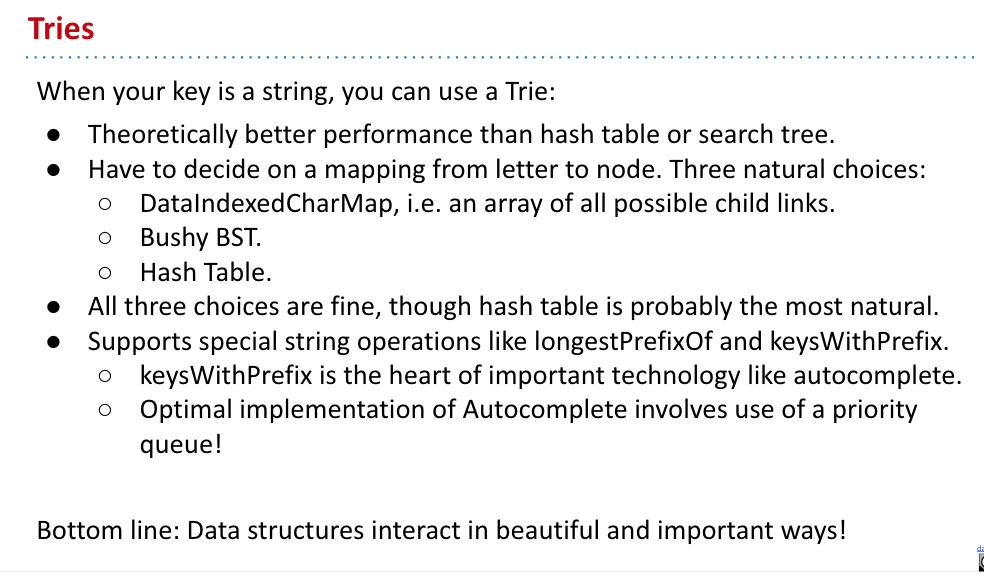 Tries
When your key is a string, you can use a Trie:
● Theoretically better performance than hash table or search tree.
● Have to decide on a mapping from letter to node. Three natural choices:
○ DataIndexedCharMap, i.e. an array of all possible child links.
○ Bushy BST.
○ Hash Table.
● All three choices are fine, though hash table is probably the most natural.
● Supports special string operations like longestPrefixOf and keysWithPrefix.
○ keysWithPrefix is the heart of important technology like autocomplete.
○ Optimal implementation of Autocomplete involves use of a priority
queue!
Bottom line: Data structures interact in beautiful and important ways!